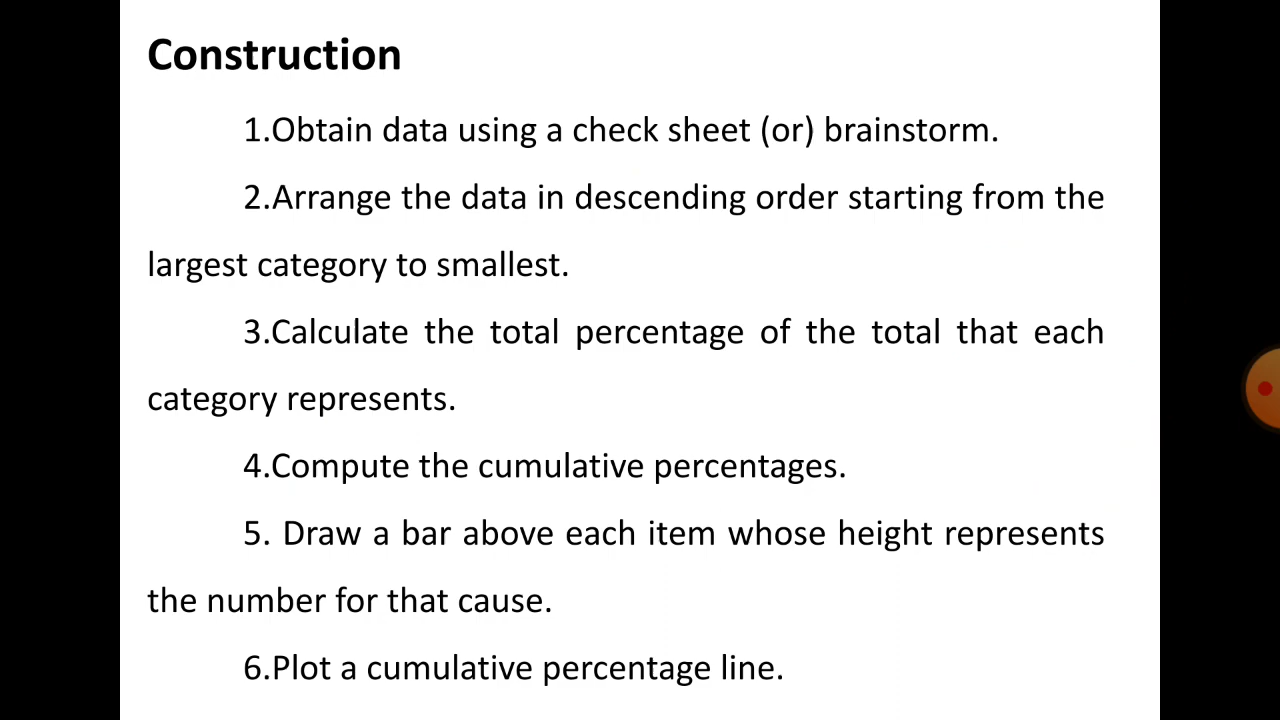 Construction
1.Obtain data using a check sheet (or) brainstorm.
2.Arrange the data in descending order starting from the
largest category to smallest.
3.Calculate the total percentage of the total that each
category represents.
4.Compute the cumulative percentages.
5. Draw a bar above each item whose height represents
the number for that cause.
6.Plot a cumulative percentage line.